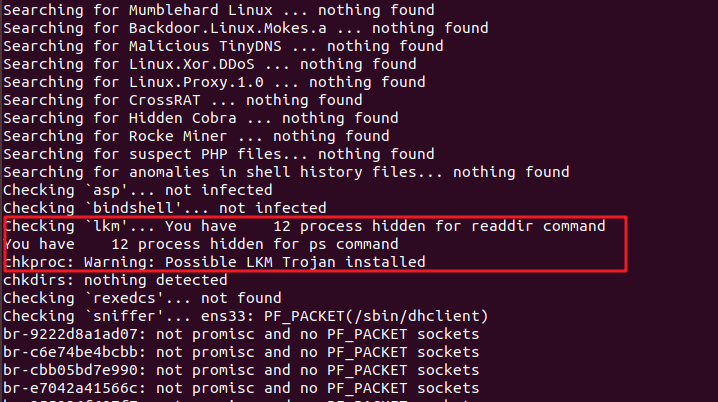 Searching for Mumblehard Linux ... nothing found
Searching for Backdoor.Linux.Mokes.a ... nothing found
Searching for Malicious TinyDNS ... nothing found
Searching for Linux.Xor.DDoS ... nothing found
Searching for Linux.Proxy.1.0 ... nothing found
Searching for CrossRAT ... nothing found
Searching for Hidden Cobra ... nothing found
Searching for Rocke Miner ... nothing found
Searching for suspect PHP files... nothing found
Searching for anomalies in shell history files... nothing found
Checking `asp'... not infected
Checking `bindshell'... not infected
Checking `lkm'... You have    12 process hidden for readdir command
You have    12 process hidden for ps command
chkproc: Warning: Possible LKM Trojan installed
chkdirs: nothing detected
Checking `rexedcs'... not found
Checking `sniffer'... ens33: PF_PACKET(/sbin/dhclient)
br-9222d8a1ad07: not promisc and no PF_PACKET sockets
br-c6e74be4bcbb: not promisc and no PF_PACKET sockets
br-cbb05bd7e990: not promisc and no PF_PACKET sockets
br-e7042a41566c: not promisc and no PF_PACKET sockets